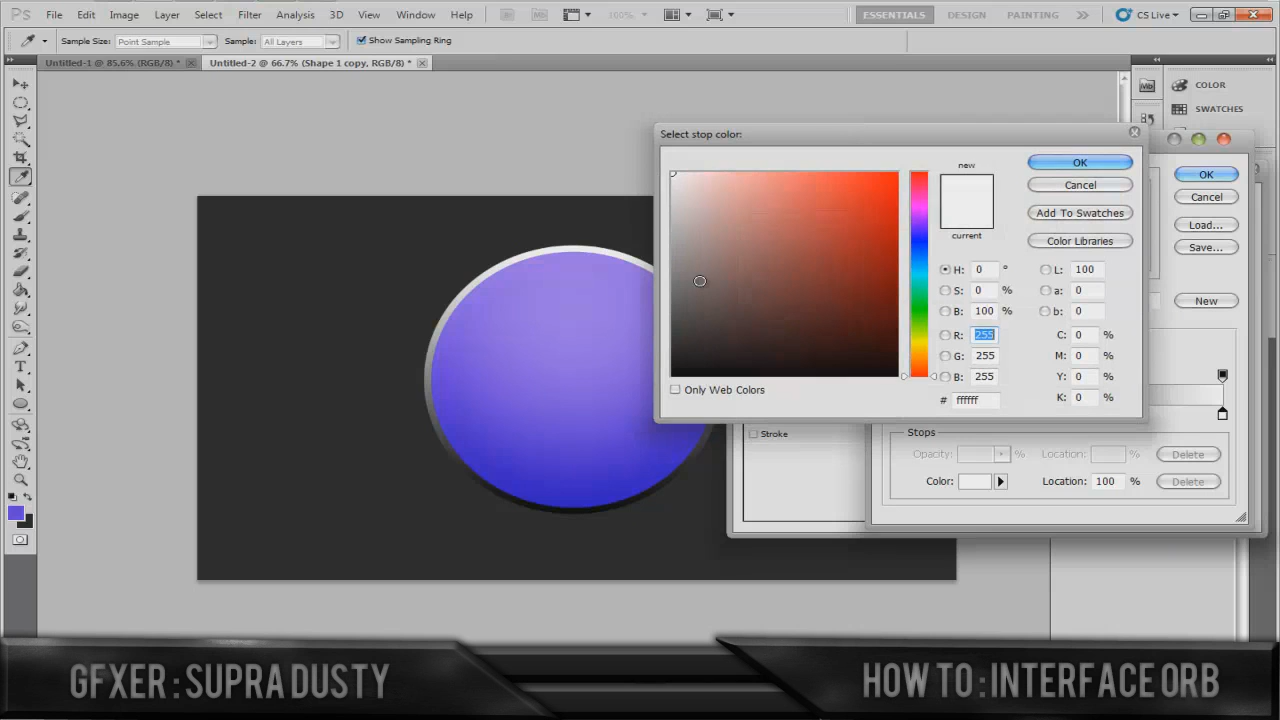 Ps File Edit Image Layer Select Filter Analysis 3D View Window Help 100% ESSENTIALS DESIGN PAINTING CS Live
Sample Size: Point Sample Sample: All Layers Show Sampling Ring
Untitled-1 @ 85.6% (RGB/8) * Untitled-2 @ 66.7% (Shape 1 copy, RGB/8) *
COLOR
SWATCHES
Mb
Select stop color:
new
current
OK
Cancel
Add To Swatches
Color Libraries
H: 0 ° L: 100
S: 0 % a: 0
B: 100 % b: 0
R: 255 C: 0 %
G: 255 M: 0 %
B: 255 Y: 0 %
# ffffff K: 0 %
Only Web Colors
OK
Cancel
Load...
Save...
New
Stroke
Stops
Opacity: % Location: % Delete
Color: Location: 100 % Delete
T
GFXER : SUPRA DUSTY
HOW TO : INTERFACE ORB